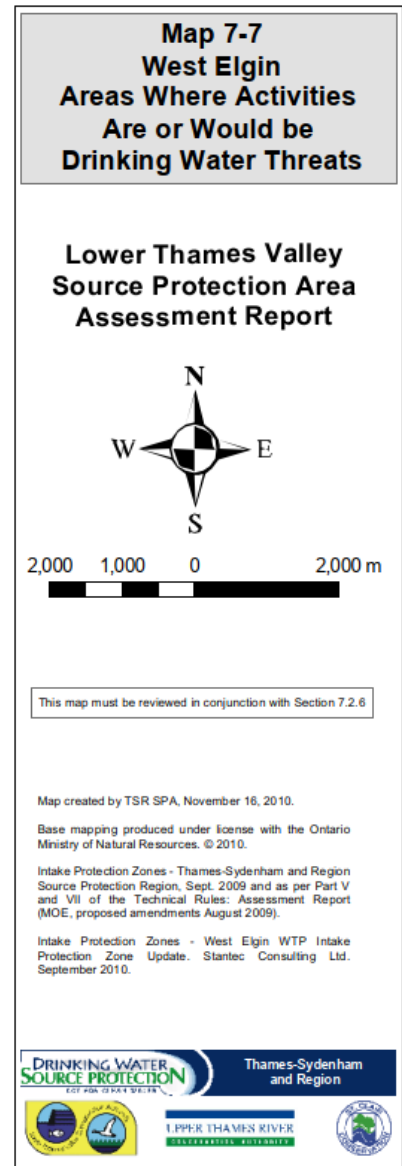 Map 7-7
West Elgin
Areas Where Activities
Are or Would be
Drinking Water Threats
Lower Thames Valley
Source Protection Area
Assessment Report
N
W E
S
2,000 1,000 0 2,000 m
This map must be reviewed in conjunction with Section 7.2.6
Map created by TSR SPA, November 16, 2010.
Base mapping produced under license with the Ontario
Ministry of Natural Resources. © 2010.
Intake Protection Zones - Thames-Sydenham and Region
Source Protection Region, Sept. 2009 and as per Part V
and VII of the Technical Rules: Assessment Report
(MOE, proposed amendments August 2009).
Intake Protection Zones - West Elgin WTP Intake
Protection Zone Update. Stantec Consulting Ltd.
September 2010.
DRINKING WATER
SOURCE PROTECTION
Thames-Sydenham
and Region
UPPER THAMES RIVER
CONSERVATION AUTHORITY
ST. CLAIR
CONSERVATION